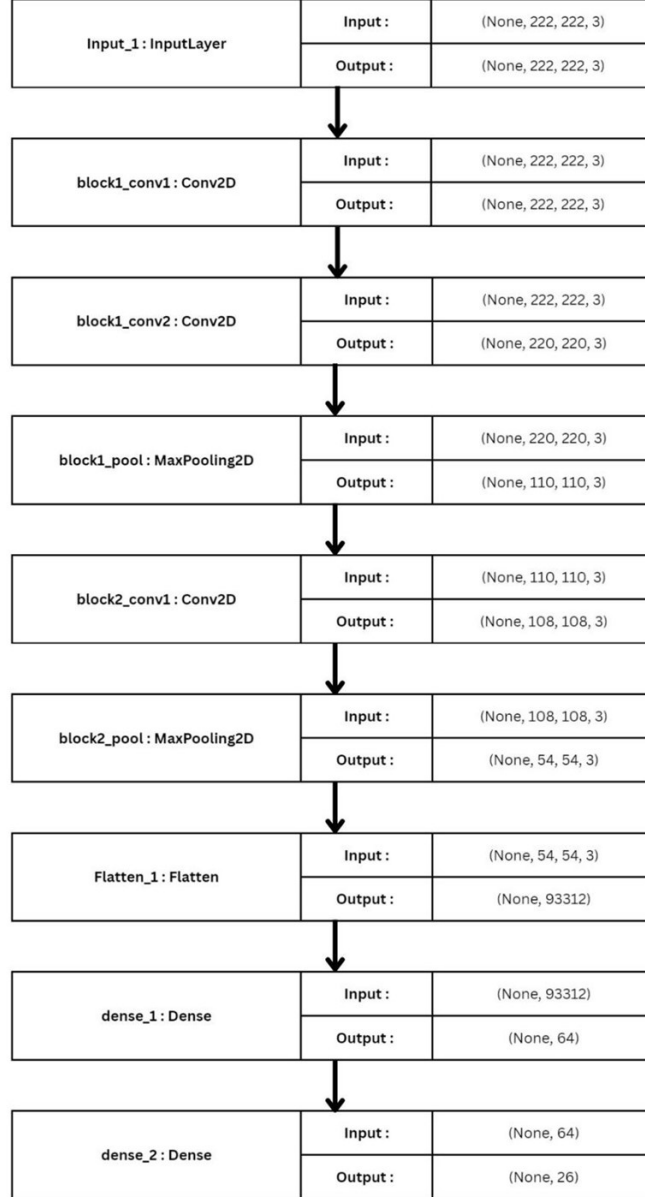 Input_1 : InputLayer
Input : (None, 222, 222, 3)
Output : (None, 222, 222, 3)
block1_conv1 : Conv2D
Input : (None, 222, 222, 3)
Output : (None, 222, 222, 3)
block1_conv2 : Conv2D
Input : (None, 222, 222, 3)
Output : (None, 220, 220, 3)
block1_pool : MaxPooling2D
Input : (None, 220, 220, 3)
Output : (None, 110, 110, 3)
block2_conv1 : Conv2D
Input : (None, 110, 110, 3)
Output : (None, 108, 108, 3)
block2_pool : MaxPooling2D
Input : (None, 108, 108, 3)
Output : (None, 54, 54, 3)
Flatten_1 : Flatten
Input : (None, 54, 54, 3)
Output : (None, 93312)
dense_1 : Dense
Input : (None, 93312)
Output : (None, 64)
dense_2 : Dense
Input : (None, 64)
Output : (None, 26)